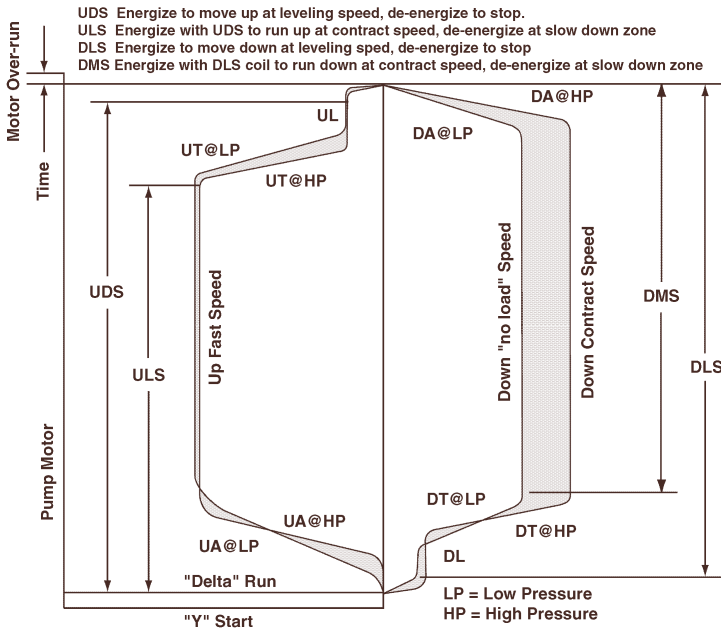 UDS Energize to move up at leveling speed, de-energize to stop.
ULS Energize with UDS to run up at contract speed, de-energize at slow down zone
DLS Energize to move down at leveling sped, de-energize to stop
DMS Energize with DLS coil to run down at contract speed, de-energize at slow down zone
Motor Over-run
Time
Pump Motor
UL
UT@LP
UT@HP
DA@HP
DA@LP
UDS
ULS
Up Fast Speed
Down "no load" Speed
Down Contract Speed
DMS
DLS
UA@HP
UA@LP
DT@LP
DT@HP
DL
"Delta" Run
"Y" Start
LP = Low Pressure
HP = High Pressure